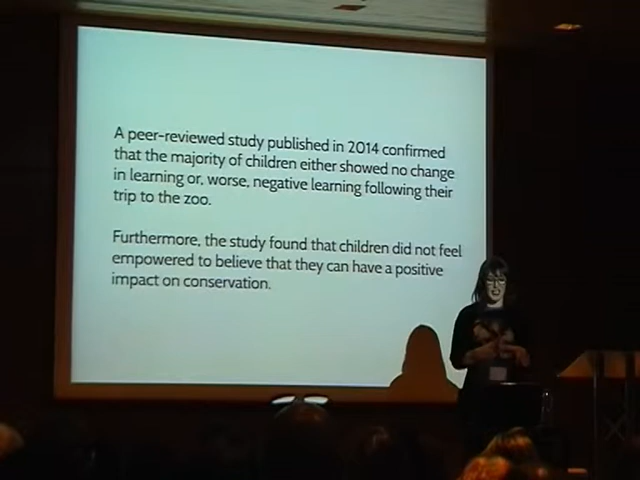 A peer-reviewed study published in 2014 confirmed
that the majority of children either showed no change
in learning or, worse, negative learning following their
trip to the zoo.
Furthermore, the study found that children did not feel
empowered to believe that they can have a positive
impact on conservation.